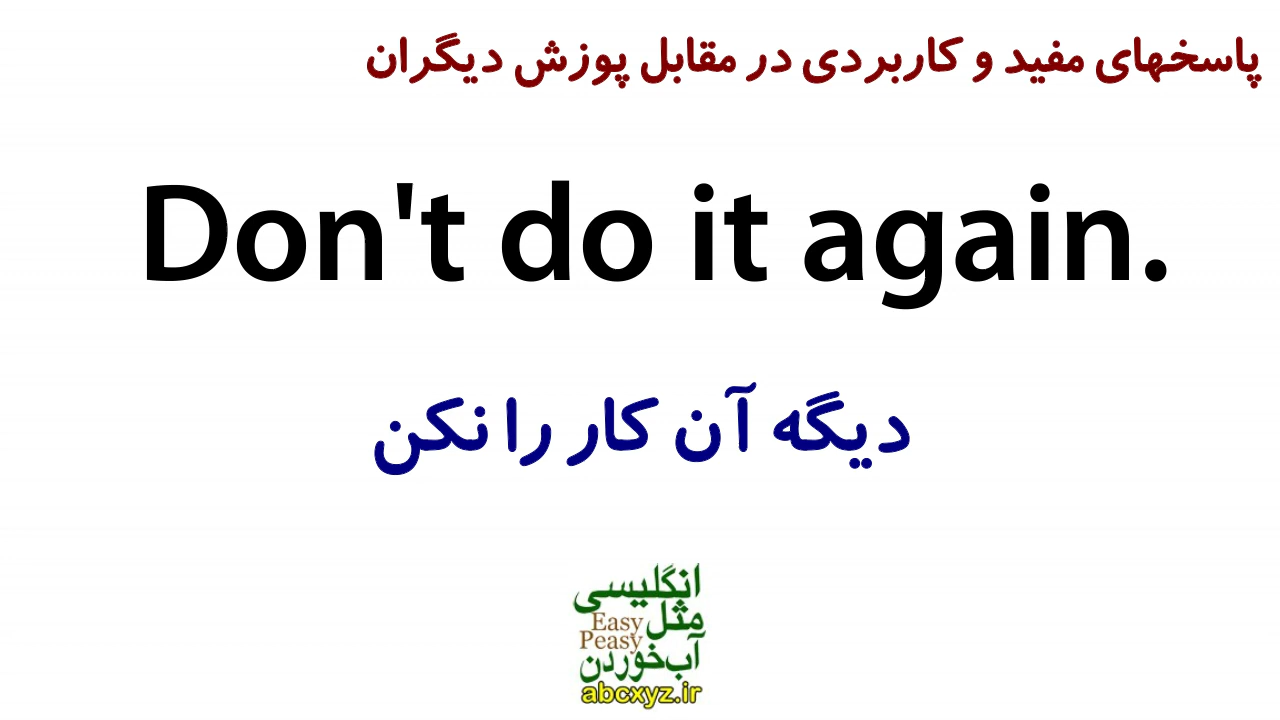 پاسخهای مفید و کاربردی در مقابل پوزش دیگران
Don't do it again.
دیگه آن کار را نکن
انگلیسی
مثل
Easy
Peasy
آب‌خوردن
abcxyz.ir